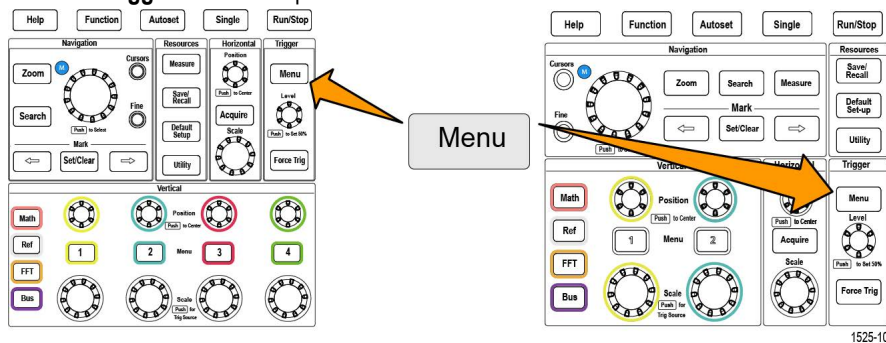 Help Function Autoset Single Run/Stop
Navigation Resources Horizontal Trigger
Cursors Measure Position Menu
Zoom M Push to Center Level
Save/
Recall
Search Fine Acquire
Push to Select Default
Setup Scale Push to Set 50%
Mark
Set/Clear Utility Force Trig
Vertical
Math Position
Push to Center
Ref 1 2 Menu 3 4
FFT
Bus Scale
Push for
Trig Source
Menu
Help Function Autoset Single Run/Stop
Navigation Resources
Cursors M Zoom Search Measure Save/
Recall
Fine Mark Default
Set-up
Set/Clear Utility
Trigger
Math Position Menu
Push to Center Push to Center Level
Ref 1 Menu 2 Acquire
FFT Scale Push to Set 50%
Bus Scale
Push for
Trig Source Force Trig
1525-10